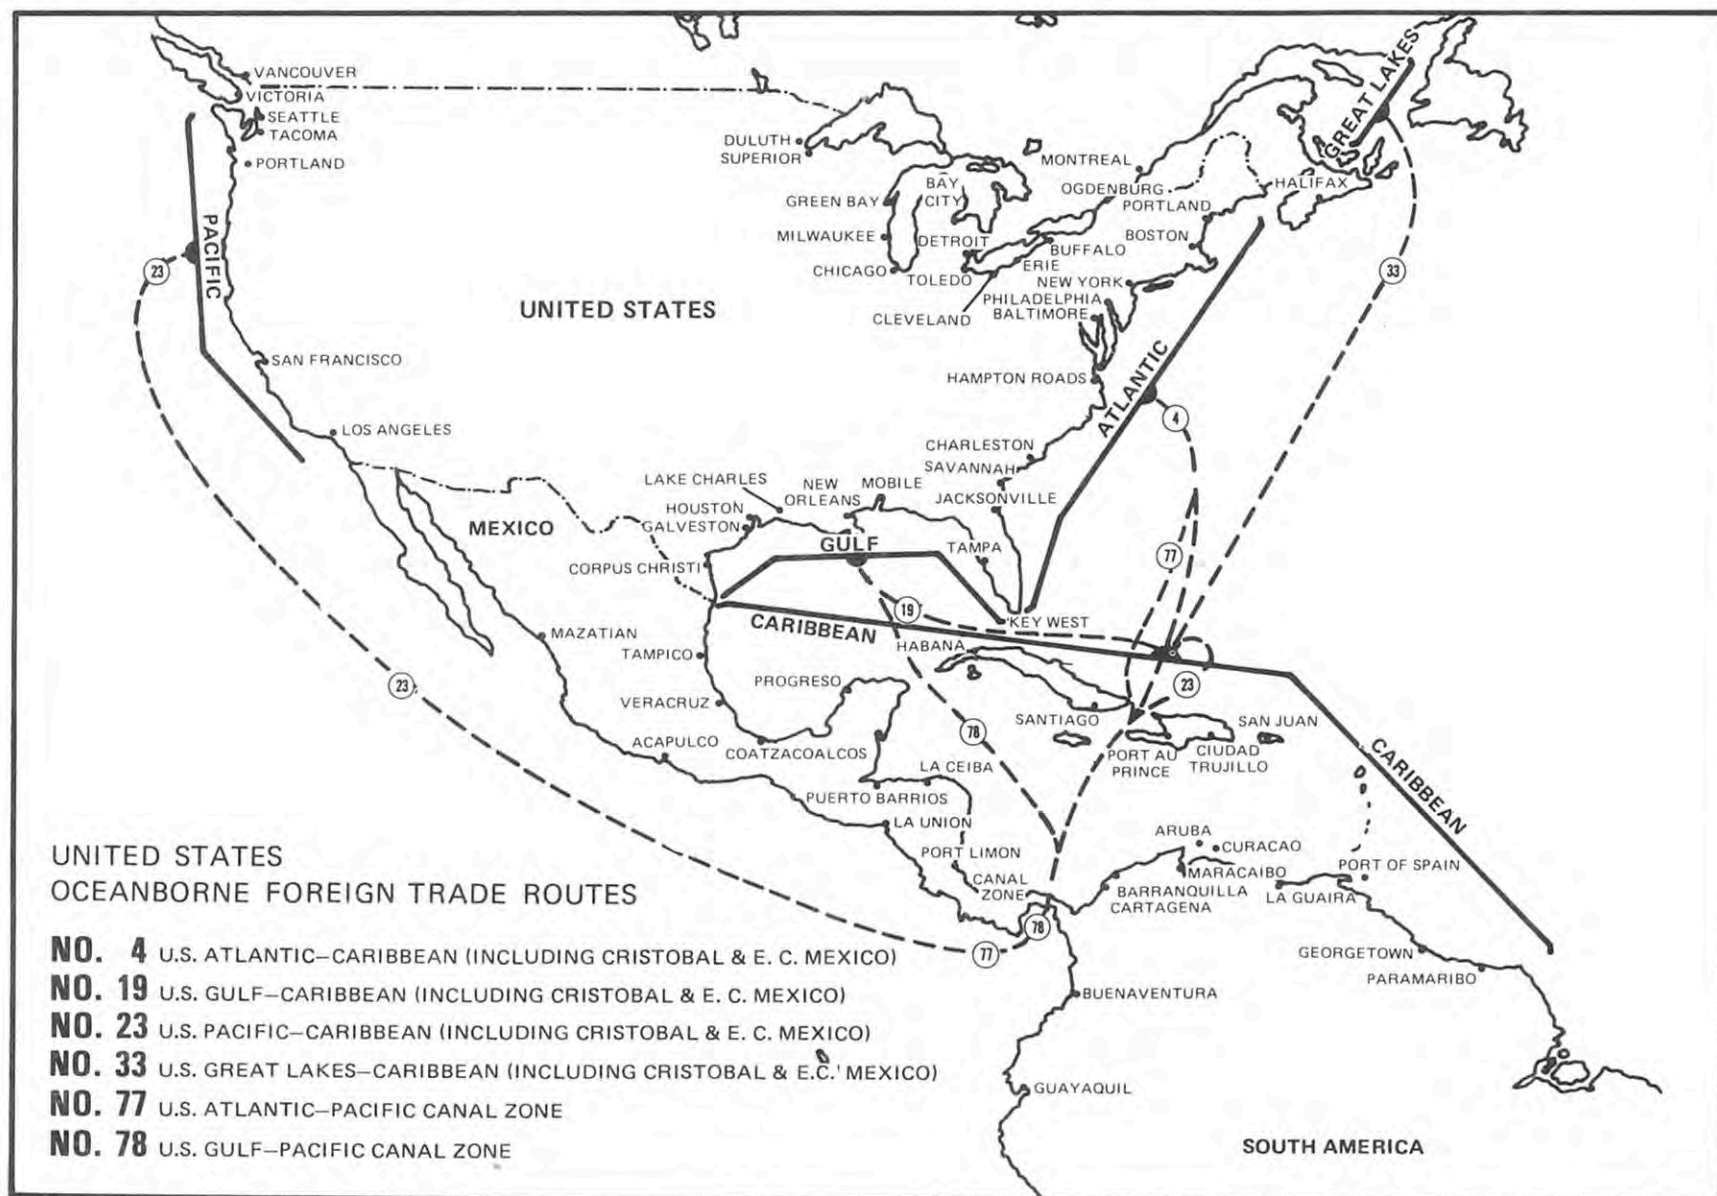 GREAT LAKES
VANCOUVER
VICTORIA
SEATTLE
TACOMA
PORTLAND
DULUTH
SUPERIOR
MONTREAL
OGDENBURG
PORTLAND
HALIFAX
BAY
CITY
GREEN BAY
MILWAUKEE
DETROIT
BOSTON
BUFFALO
ERIE
CHICAGO
TOLEDO
NEW YORK
PHILADELPHIA
BALTIMORE
CLEVELAND
PACIFIC
23
33
UNITED STATES
SAN FRANCISCO
HAMPTON ROADS
ATLANTIC
4
LOS ANGELES
CHARLESTON
SAVANNAH
JACKSONVILLE
LAKE CHARLES
NEW
ORLEANS
MOBILE
HOUSTON
GALVESTON
MEXICO
GULF
TAMPA
77
CORPUS CHRISTI
19
KEY WEST
CARIBBEAN
HABANA
MAZATIAN
TAMPICO
PROGRESO
23
23
VERACRUZ
SANTIAGO
SAN JUAN
78
ACAPULCO
COATZACOALCOS
PORT AU
PRINCE
CIUDAD
TRUJILLO
CARIBBEAN
LA CEIBA
PUERTO BARRIOS
LA UNION
ARUBA
CURACAO
PORT LIMON
MARACAIBO
PORT OF SPAIN
CANAL
ZONE
BARRANQUILLA
CARTAGENA
LA GUAIRA
78
77
GEORGETOWN
PARAMARIBO
BUENAVENTURA
GUAYAQUIL
SOUTH AMERICA
UNITED STATES
OCEANBORNE FOREIGN TRADE ROUTES
NO. 4 U.S. ATLANTIC–CARIBBEAN (INCLUDING CRISTOBAL & E. C. MEXICO)
NO. 19 U.S. GULF–CARIBBEAN (INCLUDING CRISTOBAL & E. C. MEXICO)
NO. 23 U.S. PACIFIC–CARIBBEAN (INCLUDING CRISTOBAL & E. C. MEXICO)
NO. 33 U.S. GREAT LAKES–CARIBBEAN (INCLUDING CRISTOBAL & E.C. MEXICO)
NO. 77 U.S. ATLANTIC–PACIFIC CANAL ZONE
NO. 78 U.S. GULF–PACIFIC CANAL ZONE